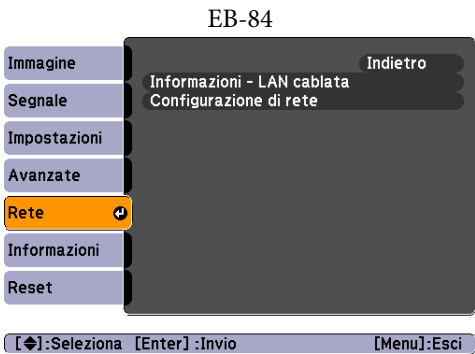 EB-84
Immagine
Segnale
Impostazioni
Avanzate
Rete
Informazioni
Reset
Indietro
Informazioni - LAN cablata
Configurazione di rete
[◆]:Seleziona [Enter] :Invio [Menu]:Esci